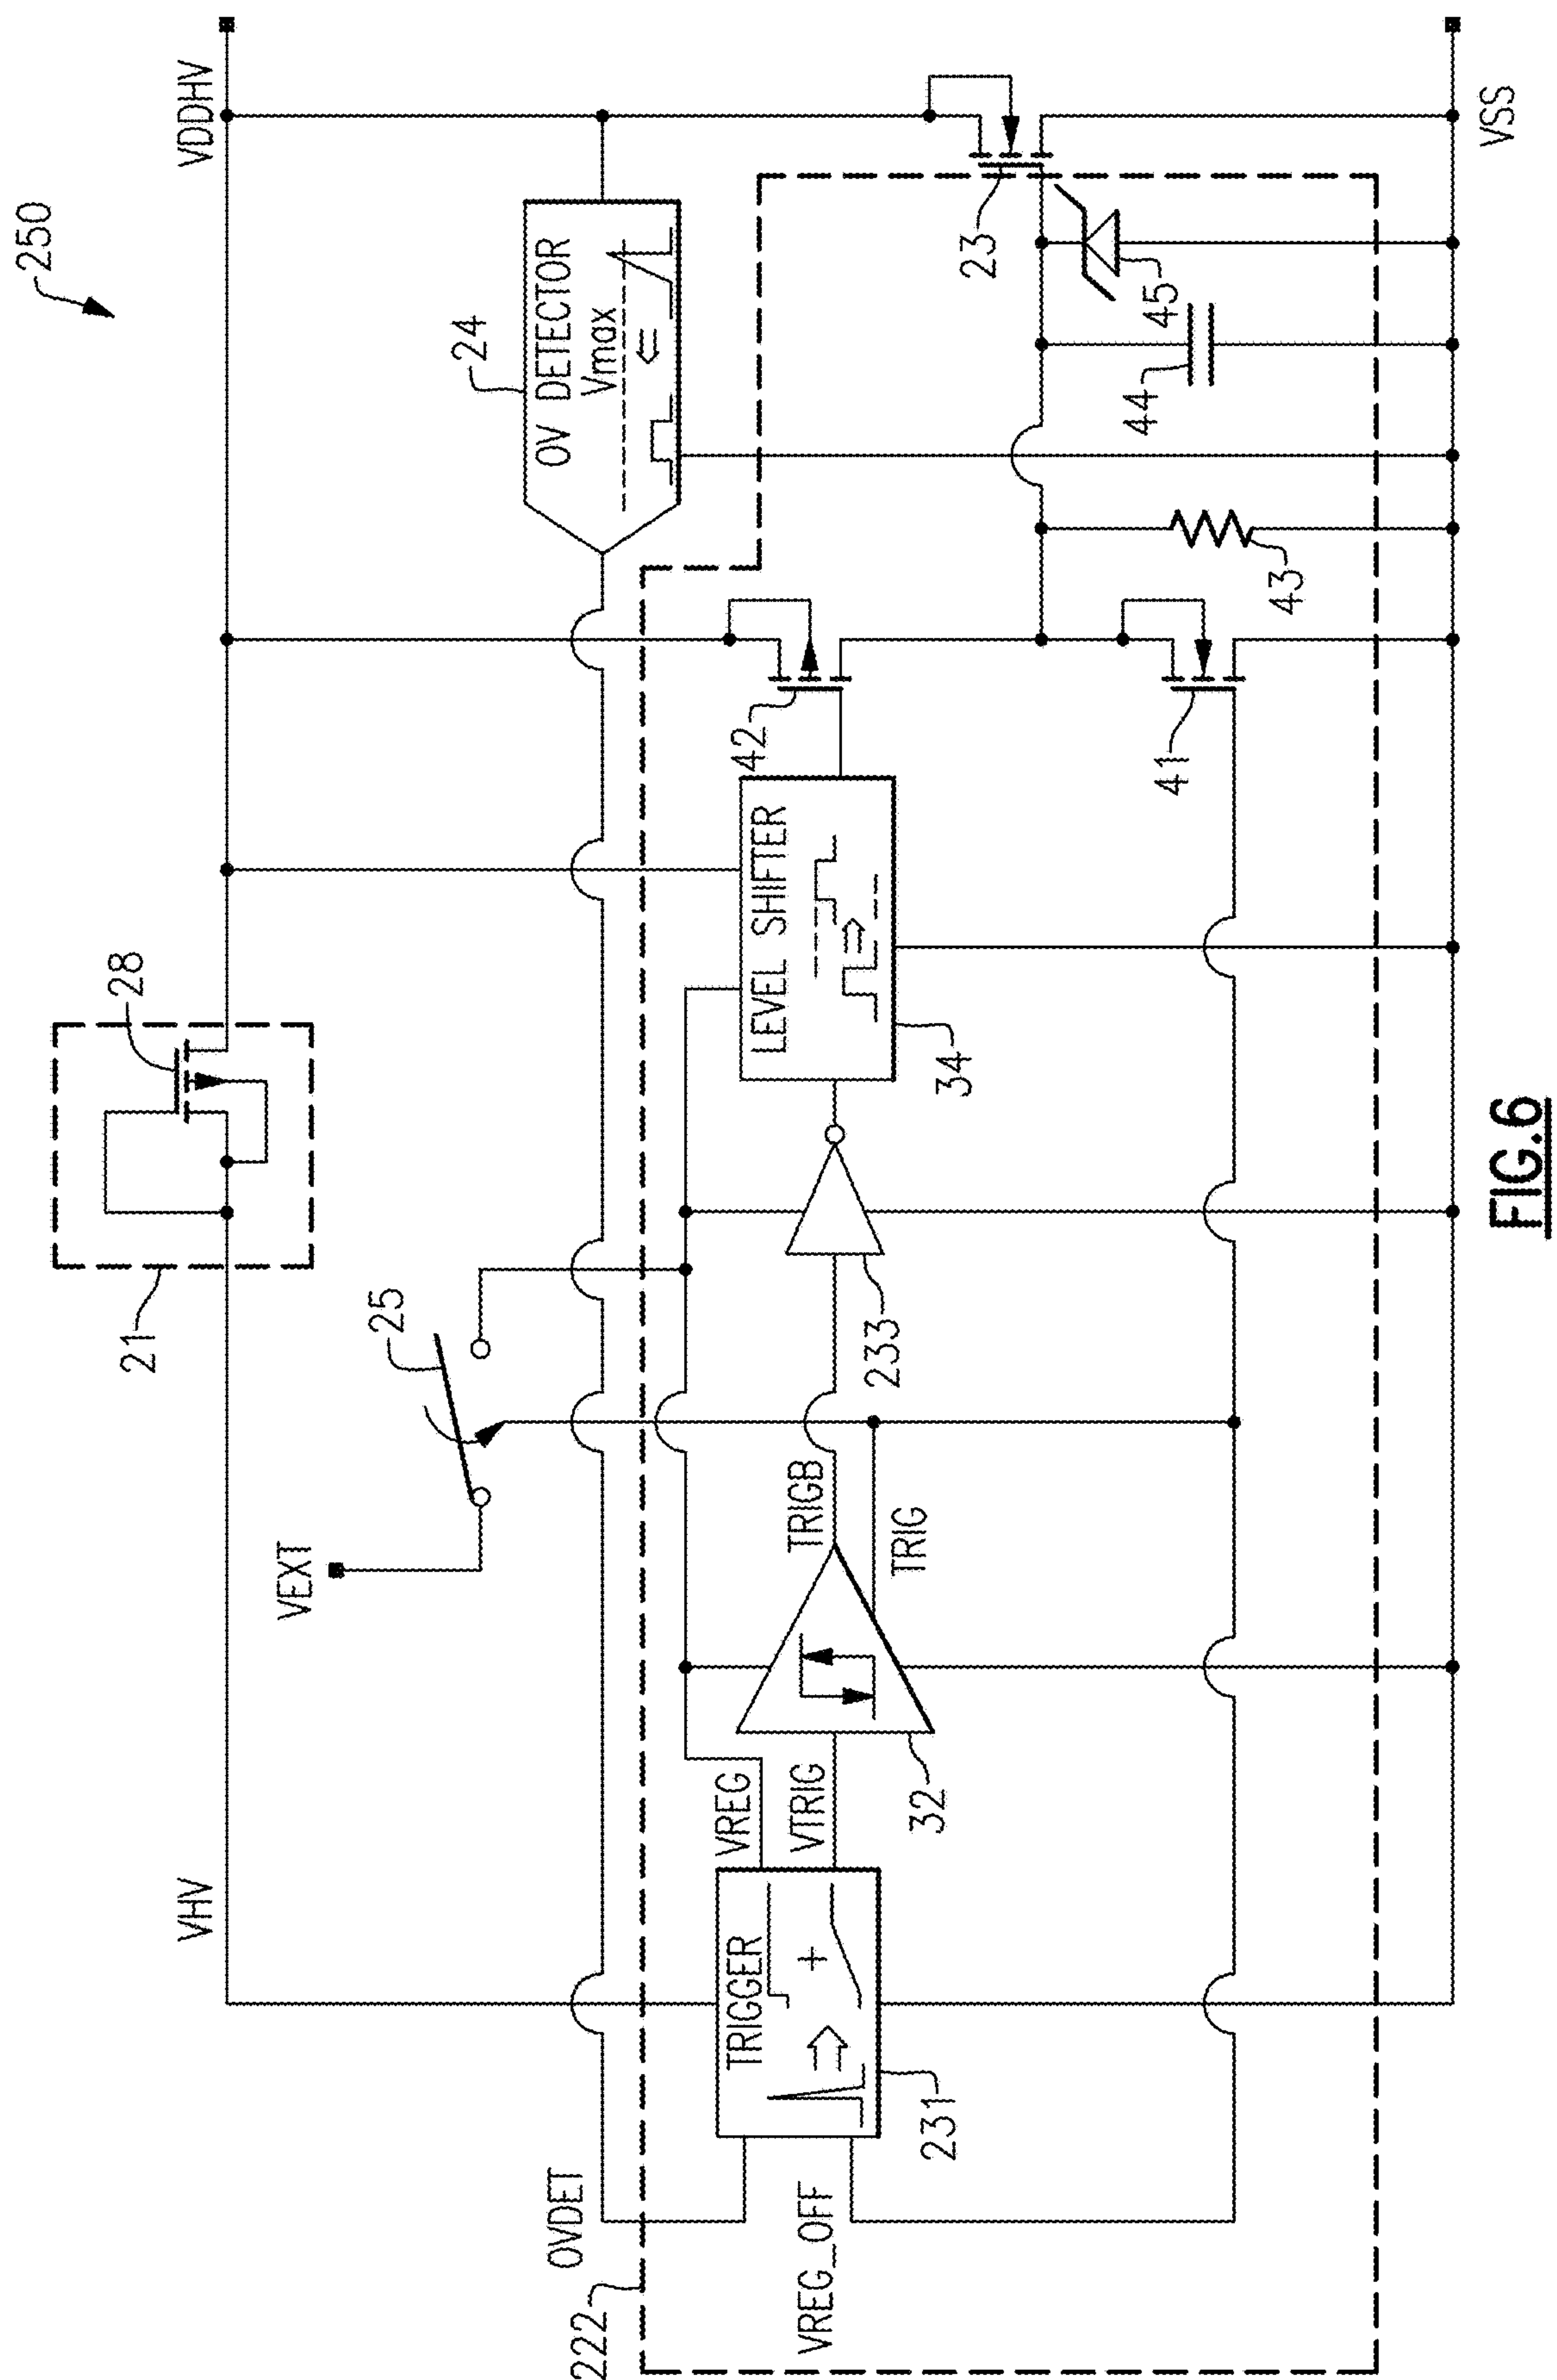 250
VDDHV
VHV
21
28
VEXT
25
24
OV DETECTOR
Vmax
OVDET
222
VREG_OFF
TRIGGER
231
VREG
VTRIG
32
TRIGB
TRIG
233
LEVEL SHIFTER
34
42
41
43
44
45
23
VSS
FIG.6